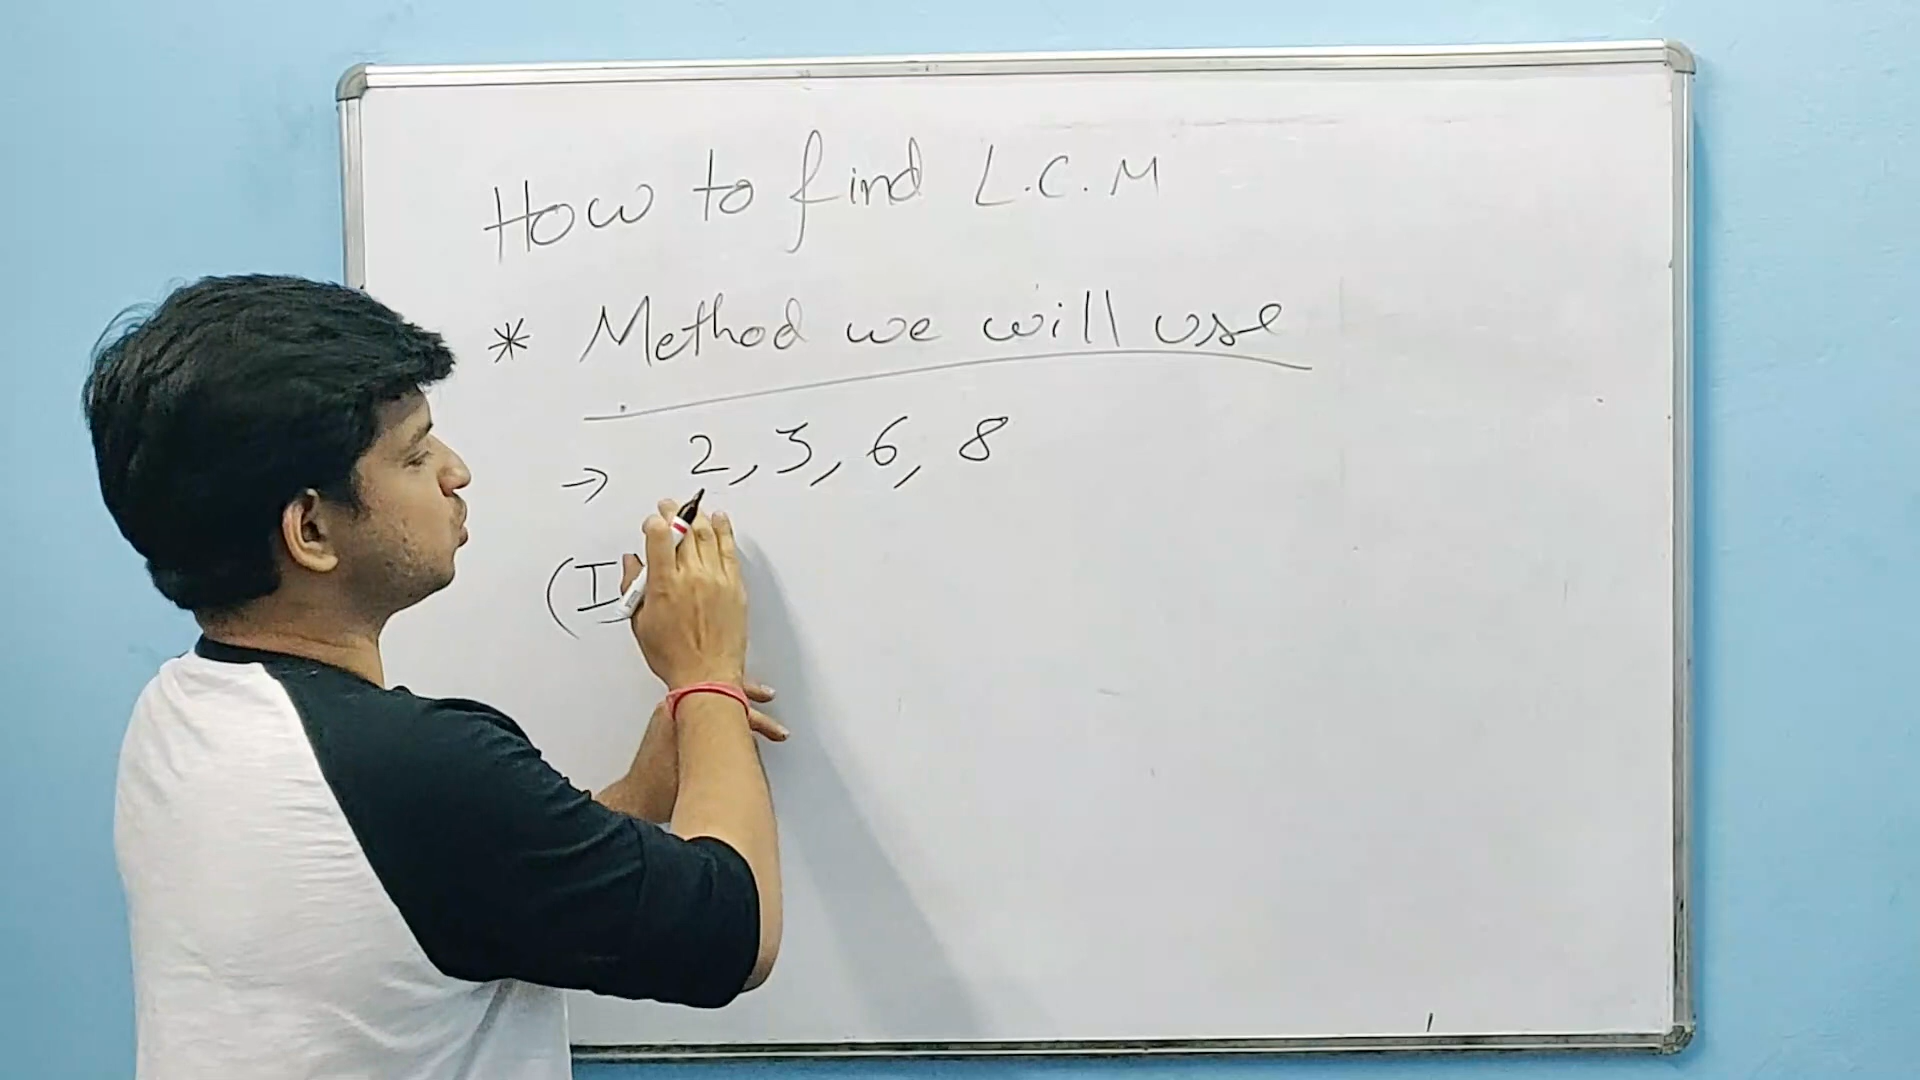 How to find L.C.M
* Method we will use
→ 2, 3, 6, 8
(I)